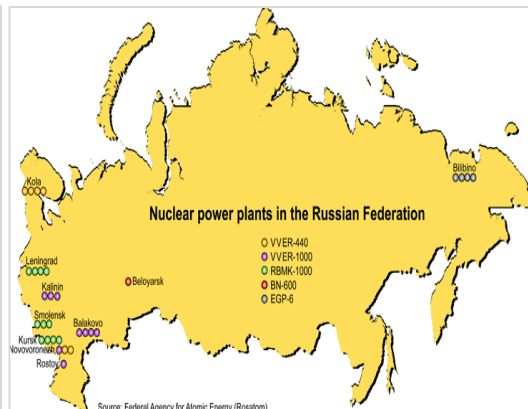 Kola
Bilibino
Nuclear power plants in the Russian Federation
VVER-440
VVER-1000
RBMK-1000
BN-600
EGP-6
Leningrad
Beloyarsk
Kalinin
Smolensk
Balakovo
Kursk
Novovoronezh
Rostov
Source: Federal Agency for Atomic Energy (Rosatom)